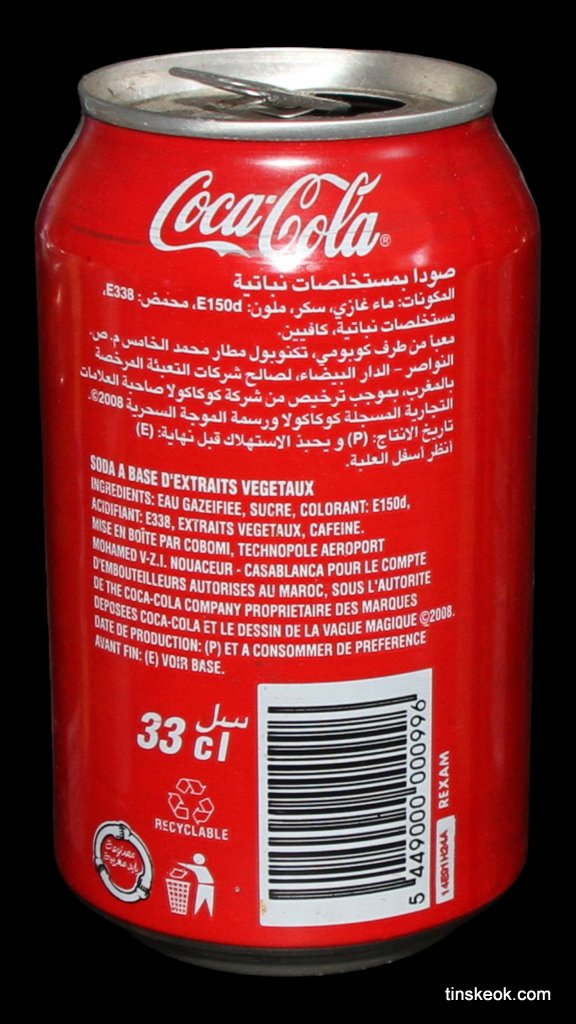 Coca-Cola®
صودا بمستخلصات نباتية
المكونات: ماء غازي، سكر، ملون: E150d، محمض: E338،
مستخلصات نباتية، كافيين.
معبأ من طرف كوبومي، تكنوبول مطار محمد الخامس م. ص.
النواصر - الدار البيضاء، لصالح شركات التعبئة المرخصة
بالمغرب، بموجب ترخيص من شركة كوكاكولا صاحبة العلامات
التجارية المسجلة كوكاكولا ورسمة الموجة السحرية 2008©.
تاريخ الانتاج: (P) و يحبذ الاستهلاك قبل نهاية: (E)
أنظر أسفل العلبة.
SODA A BASE D'EXTRAITS VEGETAUX
INGREDIENTS: EAU GAZEIFIEE, SUCRE, COLORANT: E150d,
ACIDIFIANT: E338, EXTRAITS VEGETAUX, CAFEINE.
MISE EN BOÎTE PAR COBOMI, TECHNOPOLE AEROPORT
MOHAMED V-Z.I. NOUACEUR - CASABLANCA POUR LE COMPTE
D'EMBOUTEILLEURS AUTORISES AU MAROC, SOUS L'AUTORITE
DE THE COCA-COLA COMPANY PROPRIETAIRE DES MARQUES
DEPOSEES COCA-COLA ET LE DESSIN DE LA VAGUE MAGIQUE ©2008.
DATE DE PRODUCTION: (P) ET A CONSOMMER DE PREFERENCE
AVANT FIN: (E) VOIR BASE.
33 سل cl
RECYCLABLE
5 449000 000996
REXAM
tinskeok.com